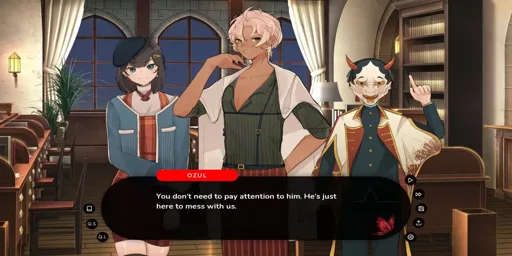 OZUL
You don't need to pay attention to him. He's just
here to mess with us.
Q.S
Q.L